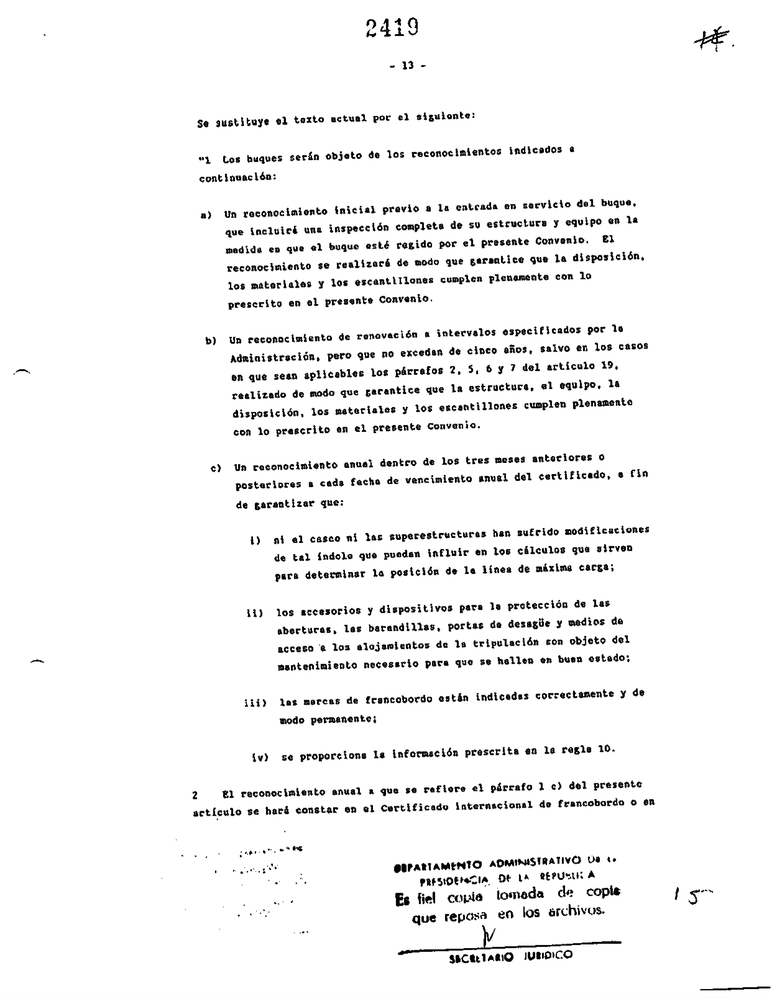 2419
- 13 -
Se sustituye el texto actual por el siguiente:
"1 Los buques serán objeto de los reconocimientos indicados a
continuación:
a) Un reconocimiento inicial previo a la entrada en servicio del buque,
que incluirá una inspección completa de su estructura y equipo en la
medida en que el buque esté regido por el presente Convenio. El
reconocimiento se realizará de modo que garantice que la disposición,
los materiales y los escantillones cumplen plenamente con lo
prescrito en el presente Convenio.
b) Un reconocimiento de renovación a intervalos especificados por la
Administración, pero que no excedan de cinco años, salvo en los casos
en que sean aplicables los párrafos 2, 5, 6 y 7 del artículo 19,
realizado de modo que garantice que la estructura, el equipo, la
disposición, los materiales y los escantillones cumplen plenamente
con lo prescrito en el presente Convenio.
c) Un reconocimiento anual dentro de los tres meses anteriores o
posteriores a cada fecha de vencimiento anual del certificado, a fin
de garantizar que:
i) ni el casco ni las superestructuras han sufrido modificaciones
de tal índole que puedan influir en los cálculos que sirven
para determinar la posición de la línea de máxima carga;
ii) los accesorios y dispositivos para la protección de las
aberturas, las barandillas, portas de desagüe y medios de
acceso a los alojamientos de la tripulación son objeto del
mantenimiento necesario para que se hallen en buen estado;
iii) las marcas de francobordo están indicadas correctamente y de
modo permanente;
iv) se proporciona la información prescrita en la regla 10.
2 El reconocimiento anual a que se refiere el párrafo 1 c) del presente
artículo se hará constar en el Certificado internacional de francobordo o en
DEPARTAMENTO ADMINISTRATIVO DE LA
PRESIDENCIA DE LA REPUBLICA
Es fiel copia tomada de copia
que reposa en los archivos.
SECRETARIO JURIDICO
15